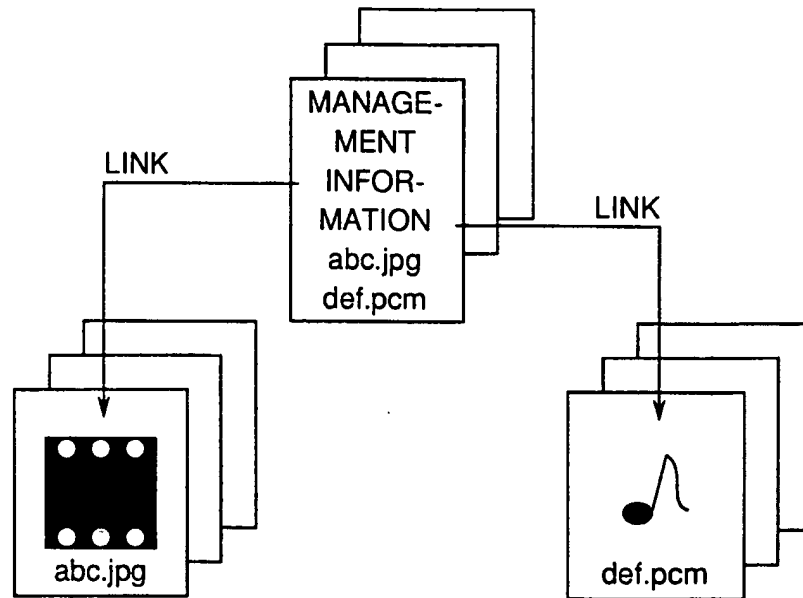 MANAGE-
MENT
INFOR-
MATION
abc.jpg
def.pcm
LINK
LINK
abc.jpg
def.pcm